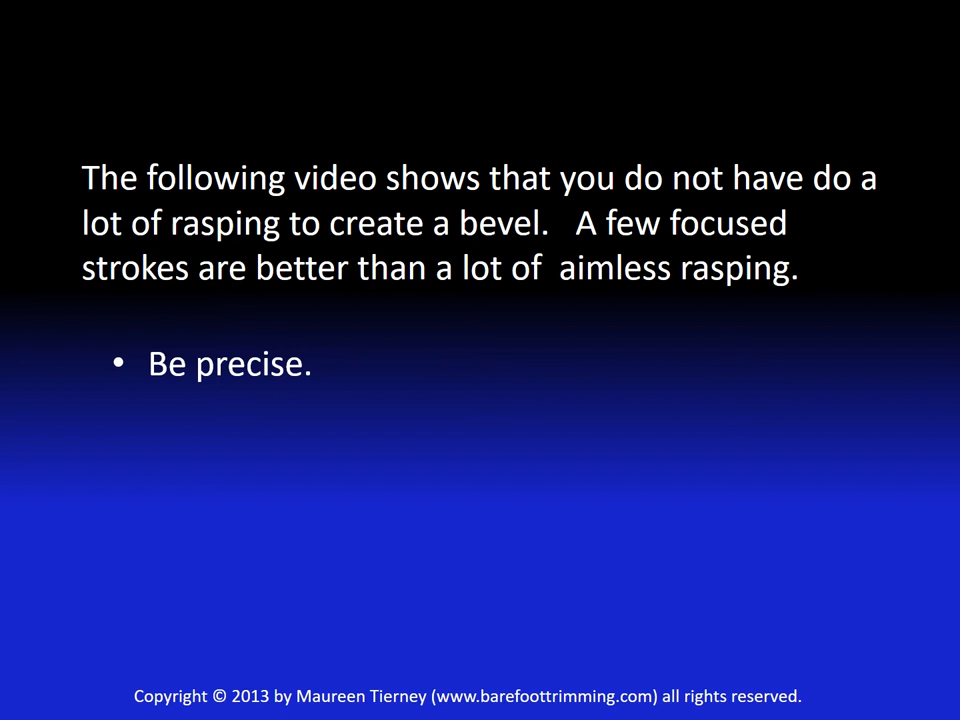 The following video shows that you do not have do a
lot of rasping to create a bevel.   A few focused
strokes are better than a lot of  aimless rasping.
• Be precise.
Copyright © 2013 by Maureen Tierney (www.barefoottrimming.com) all rights reserved.